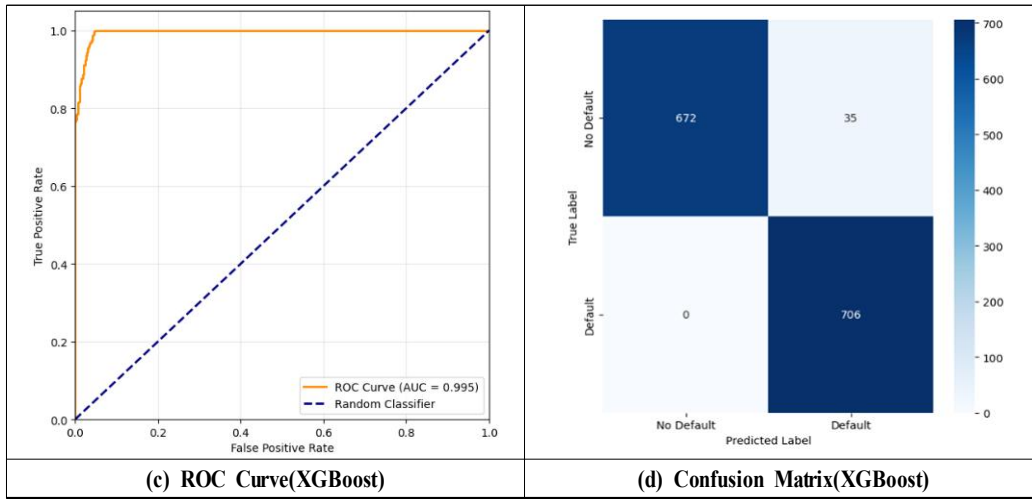 1.0
0.8
0.6
0.4
0.2
0.0
True Positive Rate
0.0 0.2 0.4 0.6 0.8 1.0
False Positive Rate
ROC Curve (AUC = 0.995)
Random Classifier
(c) ROC Curve(XGBoost)
No Default
Default
True Label
672 35
0 706
No Default Default
Predicted Label
700
600
500
400
300
200
100
0
(d) Confusion Matrix(XGBoost)